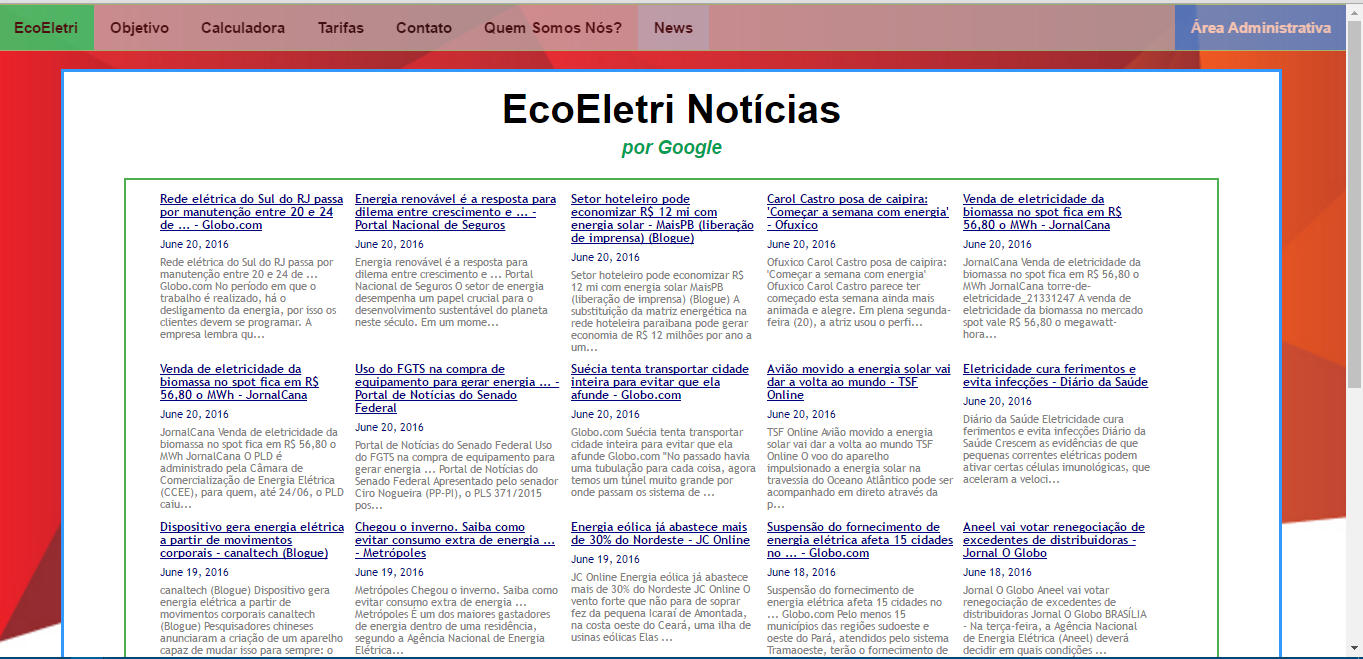 EcoEletri Objetivo Calculadora Tarifas Contato Quem Somos Nós? News Área Administrativa
EcoEletri Notícias
por Google
Rede elétrica do Sul do RJ passa
por manutenção entre 20 e 24
de ... - Globo.com
June 20, 2016
Rede elétrica do Sul do RJ passa por
manutenção entre 20 e 24 de ...
Globo.com No período em que o
trabalho é realizado, há o
desligamento da energia, por isso os
clientes devem se programar. A
empresa lembra qu...
Energia renovável é a resposta para
dilema entre crescimento e ... -
Portal Nacional de Seguros
June 20, 2016
Energia renovável é a resposta para
dilema entre crescimento e ... Portal
Nacional de Seguros O setor de energia
desempenha um papel crucial para o
desenvolvimento sustentável do planeta
neste século. Em um mome...
Setor hoteleiro pode
economizar R$ 12 mi com
energia solar - MaisPB (liberação
de imprensa) (Blogue)
June 20, 2016
Setor hoteleiro pode economizar R$
12 mi com energia solar MaisPB
(liberação de imprensa) (Blogue) A
substituição da matriz energética na
rede hoteleira paraibana pode gerar
economia de R$ 12 milhões por ano a
um...
Carol Castro posa de caipira:
'Começar a semana com energia'
- Ofuxico
June 20, 2016
Ofuxico Carol Castro posa de caipira:
'Começar a semana com energia'
Ofuxico Carol Castro parece ter
começado esta semana ainda mais
animada e alegre. Em plena segunda-
feira (20), a atriz usou o perfi...
Venda de eletricidade da
biomassa no spot fica em R$
56,80 o MWh - JornalCana
June 20, 2016
JornalCana Venda de eletricidade da
biomassa no spot fica em R$ 56,80 o
MWh JornalCana torre-de-
eletricidade_21331247 A venda de
eletricidade da biomassa no mercado
spot vale R$ 56,80 o megawatt-
hora...
Venda de eletricidade da
biomassa no spot fica em R$
56,80 o MWh - JornalCana
June 20, 2016
JornalCana Venda de eletricidade da
biomassa no spot fica em R$ 56,80 o
MWh JornalCana O PLD é
administrado pela Câmara de
Comercialização de Energia Elétrica
(CCEE), para quem, até 24/06, o PLD
caiu...
Uso do FGTS na compra de
equipamento para gerar energia ... -
Portal de Notícias do Senado
Federal
June 20, 2016
Portal de Notícias do Senado Federal Uso
do FGTS na compra de equipamento para
gerar energia ... Portal de Notícias do
Senado Federal Apresentado pelo senador
Ciro Nogueira (PP-PI), o PLS 371/2015
pos...
Suécia tenta transportar cidade
inteira para evitar que ela
afunde - Globo.com
June 20, 2016
Globo.com Suécia tenta transportar
cidade inteira para evitar que ela
afunde Globo.com "No passado havia
uma tubulação para cada coisa, agora
temos um túnel muito grande por
onde passam os sistema de ...
Avião movido a energia solar vai
dar a volta ao mundo - TSF
Online
June 20, 2016
TSF Online Avião movido a energia
solar vai dar a volta ao mundo TSF
Online O voo do aparelho
impulsionado a energia solar na
travessia do Oceano Atlântico pode ser
acompanhado em direto através da
p...
Eletricidade cura ferimentos e
evita infecções - Diário da Saúde
June 20, 2016
Diário da Saúde Eletricidade cura
ferimentos e evita infecções Diário da
Saúde Crescem as evidências de que
pequenas correntes elétricas podem
ativar certas células imunológicas, que
aceleram a veloci...
Dispositivo gera energia elétrica
a partir de movimentos
corporais - canaltech (Blogue)
June 19, 2016
canaltech (Blogue) Dispositivo gera
energia elétrica a partir de
movimentos corporais canaltech
(Blogue) Pesquisadores chineses
anunciaram a criação de um aparelho
capaz de mudar isso para sempre: o
Chegou o inverno. Saiba como
evitar consumo extra de energia ...
- Metrópoles
June 19, 2016
Metrópoles Chegou o inverno. Saiba como
evitar consumo extra de energia ...
Metrópoles É um dos maiores gastadores
de energia dentro de uma residência,
segundo a Agência Nacional de Energia
Elétrica...
Energia eólica já abastece mais
de 30% do Nordeste - JC Online
June 19, 2016
JC Online Energia eólica já abastece
mais de 30% do Nordeste JC Online O
vento forte que não para de soprar
fez da pequena Icaraí de Amontada,
na costa oeste do Ceará, uma ilha de
usinas eólicas Elas ...
Suspensão do fornecimento de
energia elétrica afeta 15 cidades
no ... - Globo.com
June 18, 2016
Suspensão do fornecimento de
energia elétrica afeta 15 cidades no
... Globo.com Pelo menos 15
municípios das regiões sudoeste e
oeste do Pará, atendidos pelo sistema
Tramaoeste, terão o fornecimento de
Aneel vai votar renegociação de
excedentes de distribuidoras -
Jornal O Globo
June 18, 2016
Jornal O Globo Aneel vai votar
renegociação de excedentes de
distribuidoras Jornal O Globo BRASÍLIA
- Na terça-feira, a Agência Nacional
de Energia Elétrica (Aneel) deverá
decidir em quais condições ...